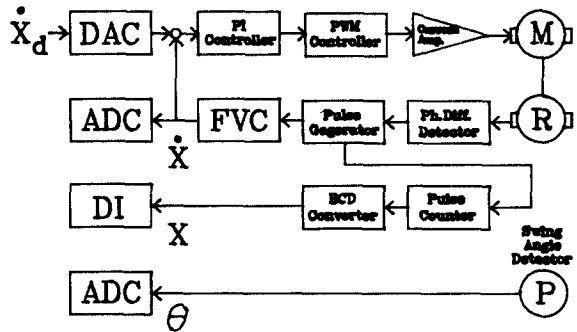 Ẋd
DAC
PI
Controller
PWM
Controller
Current
Amp.
M
ADC
Ẋ
FVC
Pulse
Gegerator
Ph.Diff.
Detector
R
DI
X
BCD
Converter
Pulse
Counter
Swing
Angle
Detector
ADC
θ
P